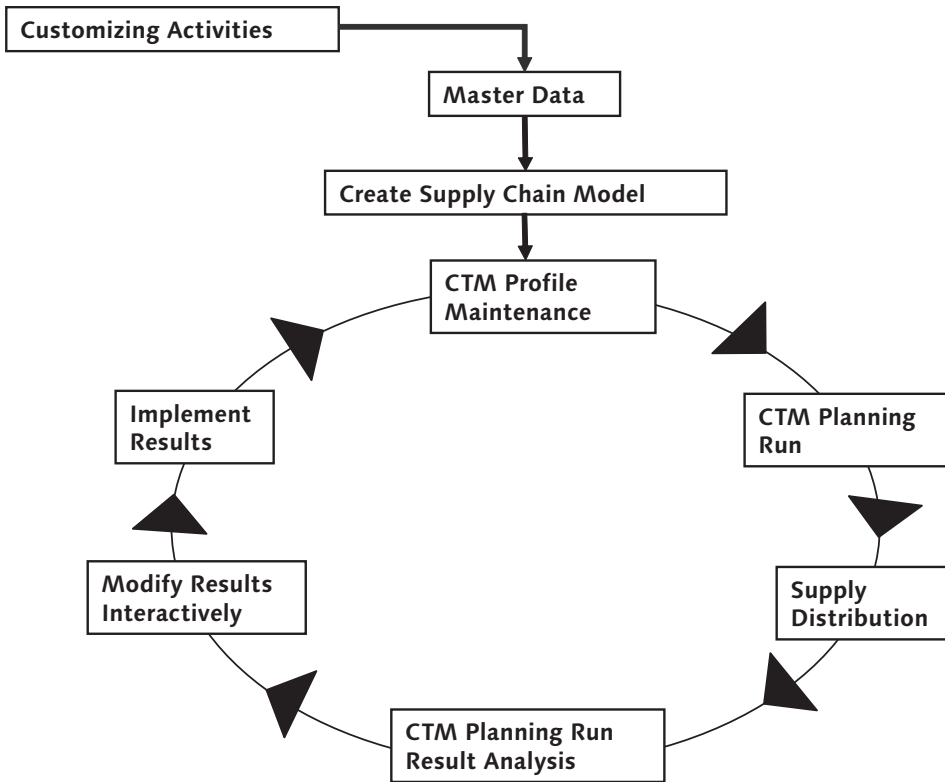 Customizing Activities
Master Data
Create Supply Chain Model
CTM Profile
Maintenance
CTM Planning
Run
Supply
Distribution
CTM Planning Run
Result Analysis
Modify Results
Interactively
Implement
Results